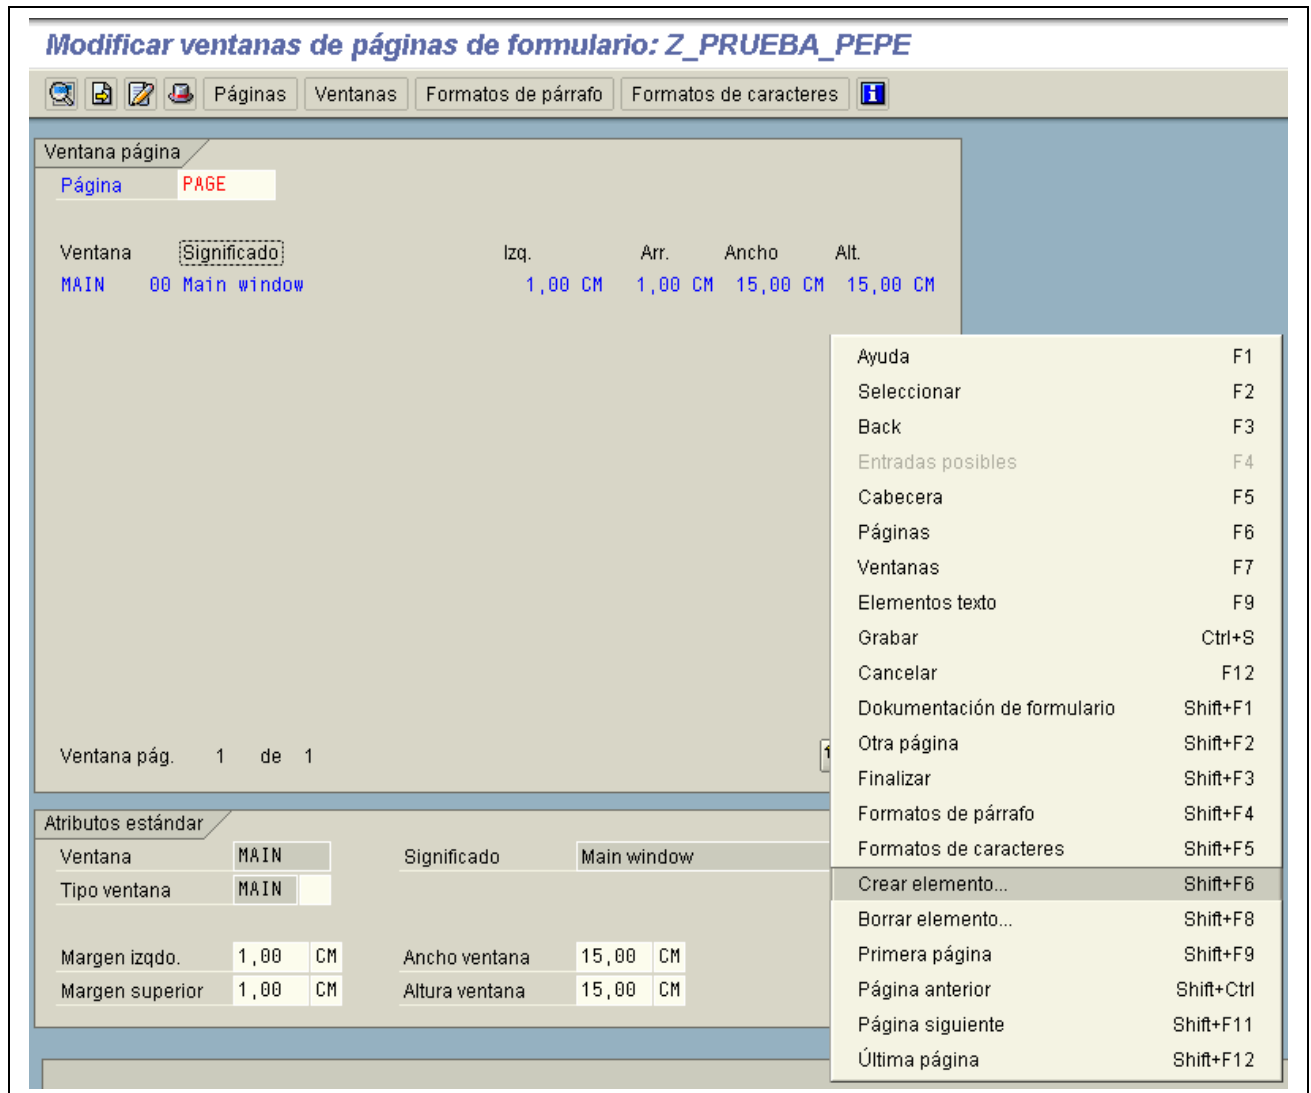 Modificar ventanas de páginas de formulario: Z_PRUEBA_PEPE
Páginas Ventanas Formatos de párrafo Formatos de caracteres
Ventana página
Página PAGE
Ventana Significado Izq. Arr. Ancho Alt.
MAIN 00 Main window 1,00 CM 1,00 CM 15,00 CM 15,00 CM
Ayuda F1
Seleccionar F2
Back F3
Entradas posibles F4
Cabecera F5
Páginas F6
Ventanas F7
Elementos texto F9
Grabar Ctrl+S
Cancelar F12
Dokumentación de formulario Shift+F1
Otra página Shift+F2
Finalizar Shift+F3
Formatos de párrafo Shift+F4
Formatos de caracteres Shift+F5
Crear elemento... Shift+F6
Borrar elemento... Shift+F8
Primera página Shift+F9
Página anterior Shift+Ctrl
Página siguiente Shift+F11
Última página Shift+F12
Ventana pág. 1 de 1
Atributos estándar
Ventana MAIN Significado Main window
Tipo ventana MAIN
Margen izqdo. 1,00 CM Ancho ventana 15,00 CM
Margen superior 1,00 CM Altura ventana 15,00 CM